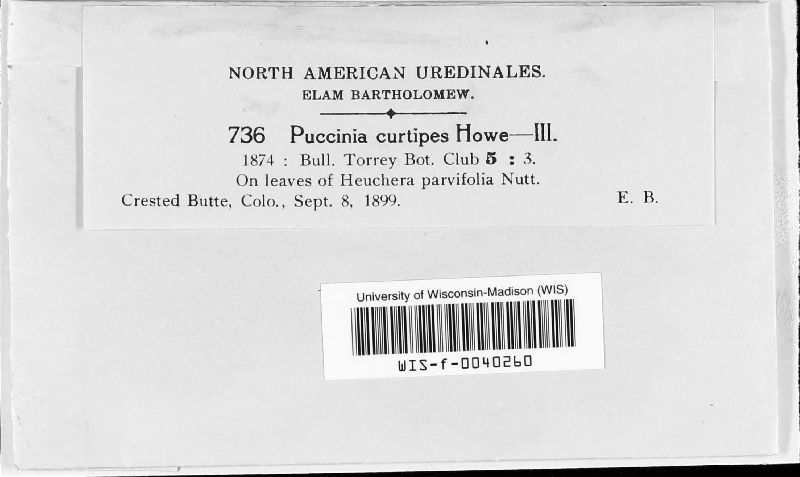 NORTH AMERICAN UREDINALES.
ELAM BARTHOLOMEW.
736 Puccinia curtipes Howe—III.
1874 : Bull. Torrey Bot. Club 5 : 3.
On leaves of Heuchera parvifolia Nutt.
Crested Butte, Colo., Sept. 8, 1899. E. B.
University of Wisconsin-Madison (WIS)
WIS-f-0040260